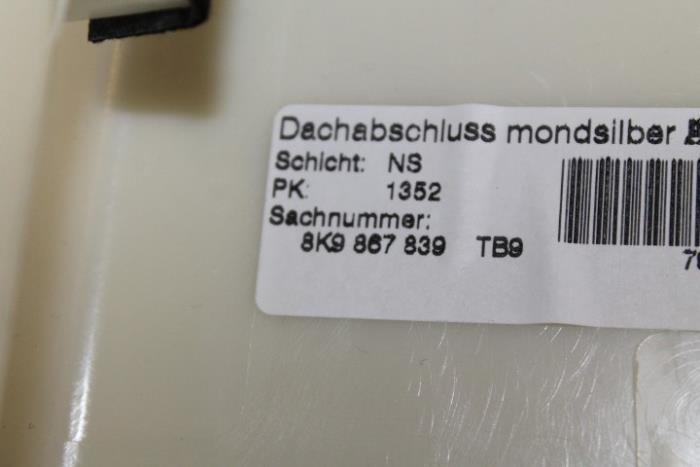 Dachabschluss mondsilber
Schicht: NS
PK: 1352
Sachnummer:
8K9 867 839 TB9